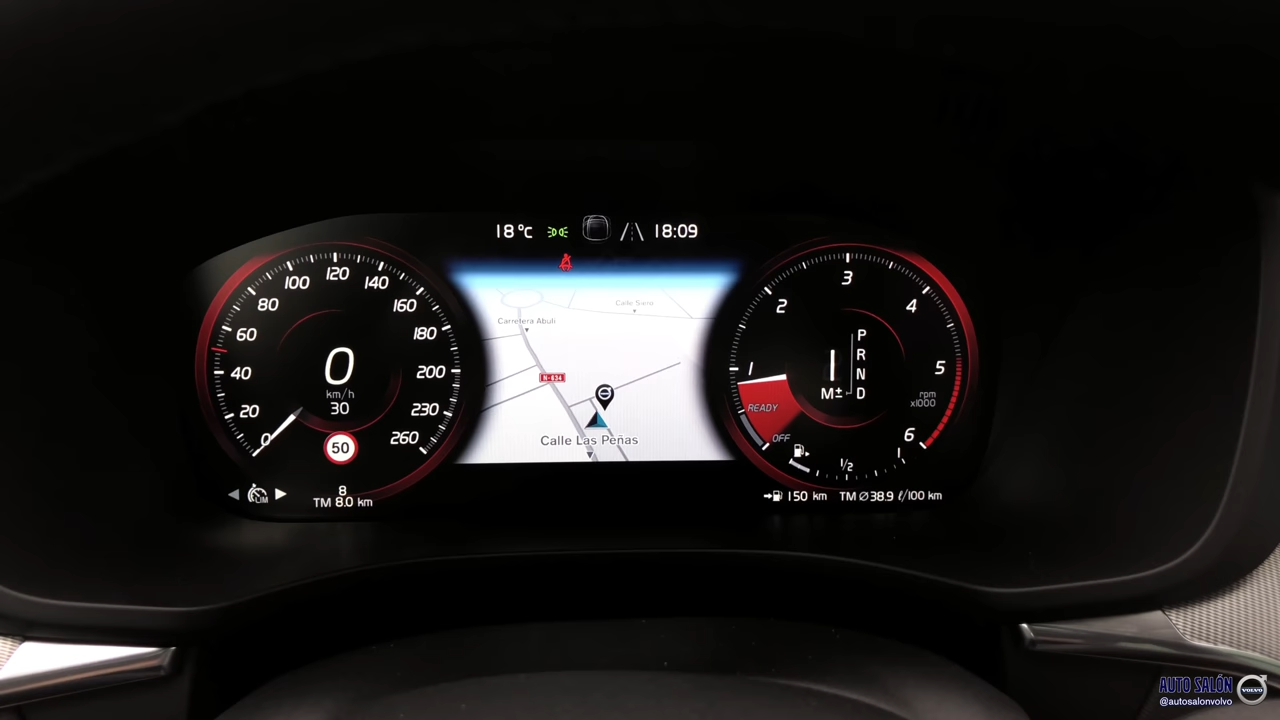 18°C 18:09
Calle Sainz
Carretera Abuli
N-634
Calle Las Peñas
0
20
40
60
80
100
120
140
160
180
200
230
260
0
km/h
30
50
LIM
8
TM 8.0 km
1
2
3
4
5
6
rpm
x1000
READY
OFF
P
R
N
D
M±
1/2
1
150 km TM ⌀38.9 ℓ/100 km
AUTO SALÓN
VOLVO
@autosalonvolvo